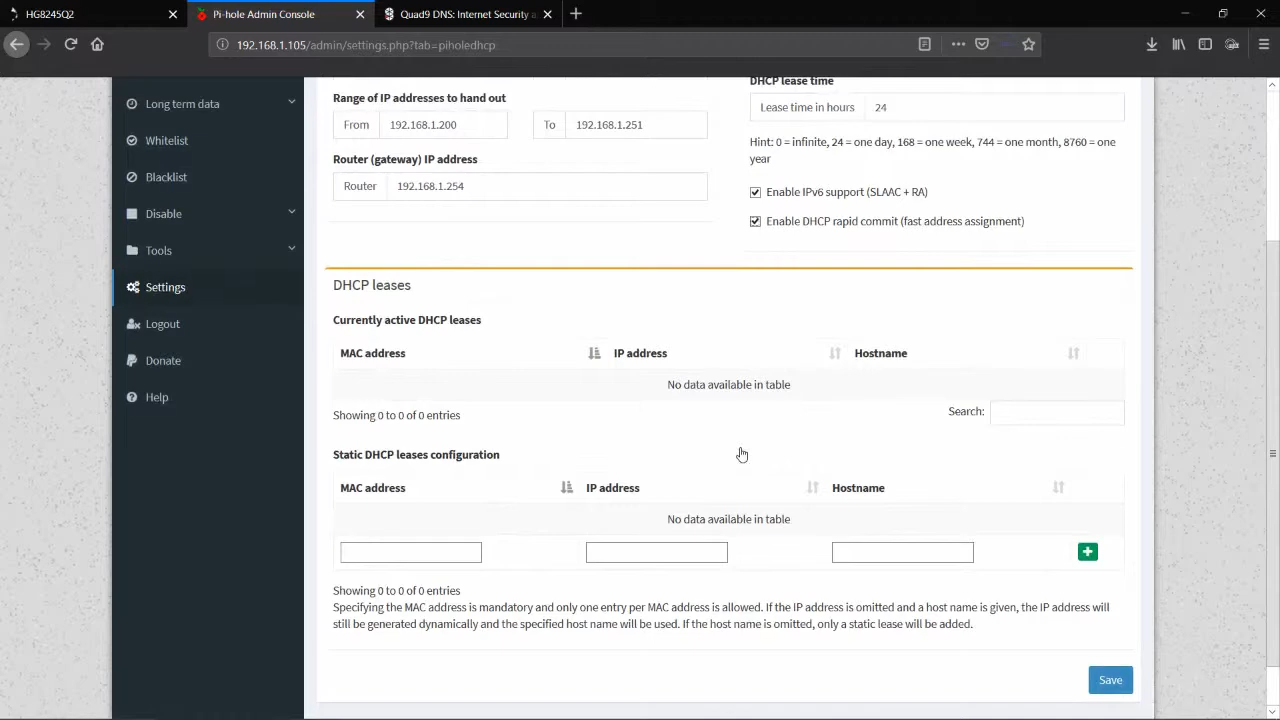 HG8245Q2
Pi-hole Admin Console
Quad9 DNS: Internet Security a
192.168.1.105/admin/settings.php?tab=piholedhcp
Long term data
Whitelist
Blacklist
Disable
Tools
Settings
Logout
Donate
Help
Range of IP addresses to hand out
From 192.168.1.200 To 192.168.1.251
Router (gateway) IP address
Router 192.168.1.254
DHCP lease time
Lease time in hours 24
Hint: 0 = infinite, 24 = one day, 168 = one week, 744 = one month, 8760 = one
year
Enable IPv6 support (SLAAC + RA)
Enable DHCP rapid commit (fast address assignment)
DHCP leases
Currently active DHCP leases
MAC address IP address Hostname
No data available in table
Showing 0 to 0 of 0 entries Search:
Static DHCP leases configuration
MAC address IP address Hostname
No data available in table
Showing 0 to 0 of 0 entries
Specifying the MAC address is mandatory and only one entry per MAC address is allowed. If the IP address is omitted and a host name is given, the IP address will
still be generated dynamically and the specified host name will be used. If the host name is omitted, only a static lease will be added.
Save